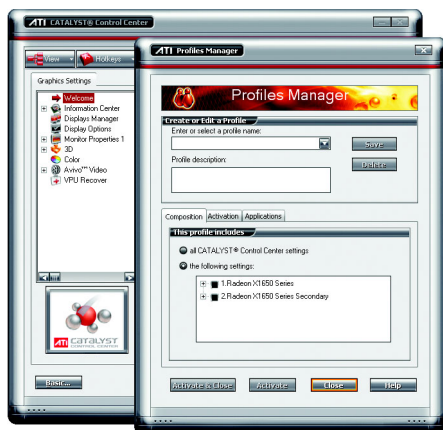 ATI CATALYST® Control Center
View
Hotkeys
Graphics Settings
Welcome
Information Center
Displays Manager
Display Options
Monitor Properties 1
3D
Color
Avivo™ Video
VPU Recover
ATI CATALYST
CONTROL CENTER
Basic...
ATI Profiles Manager
Profiles Manager
Create or Edit a Profile
Enter or select a profile name:
Save
Profile description:
Delete
Composition Activation Applications
This profile includes
all CATALYST® Control Center settings
the following settings:
1.Radeon X1650 Series
2.Radeon X1650 Series Secondary
Activate & Close Activate Close Help